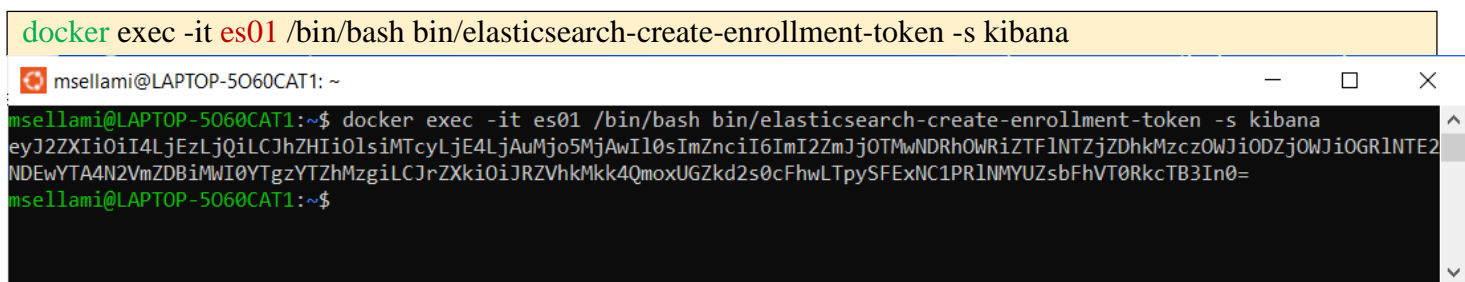 docker exec -it es01 /bin/bash bin/elasticsearch-create-enrollment-token -s kibana
msellami@LAPTOP-5O60CAT1: ~
msellami@LAPTOP-5O60CAT1:~$ docker exec -it es01 /bin/bash bin/elasticsearch-create-enrollment-token -s kibana
eyJ2ZXIiOiI4LjEzLjQiLCJhZHIiOlsiMTcyLjE4LjAuMjo5MjAwIl0sImZnciI6ImI2ZmJjOTMwNDRhOWRiZTFlNTZjZDhkMzczOWJiODZjOWJiOGRlNTE2
NDEwYTA4N2VmZDBiMWI0YTgzYTZhMzgiLCJrZXkiOiJRZVhkMkk4QmoxUGZkd2s0cFhwLTpySFExNC1PRlNMYUZsbFhVT0RkcTB3In0=
msellami@LAPTOP-5O60CAT1:~$